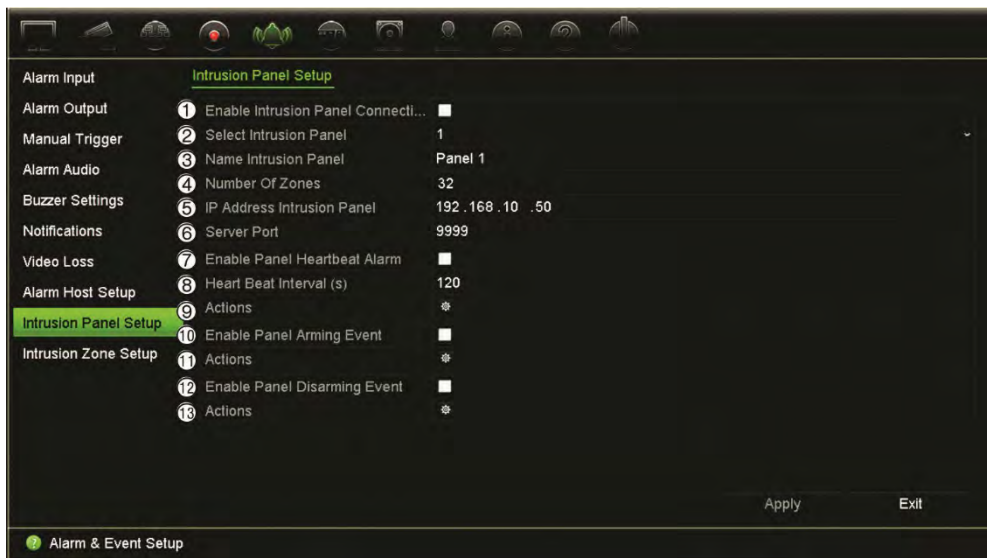 Alarm Input
Alarm Output
Manual Trigger
Alarm Audio
Buzzer Settings
Notifications
Video Loss
Alarm Host Setup
Intrusion Panel Setup
Intrusion Zone Setup
Intrusion Panel Setup
1 Enable Intrusion Panel Connecti...
2 Select Intrusion Panel 1
3 Name Intrusion Panel Panel 1
4 Number Of Zones 32
5 IP Address Intrusion Panel 192.168.10 .50
6 Server Port 9999
7 Enable Panel Heartbeat Alarm
8 Heart Beat Interval (s) 120
9 Actions
10 Enable Panel Arming Event
11 Actions
12 Enable Panel Disarming Event
13 Actions
Apply Exit
? Alarm & Event Setup